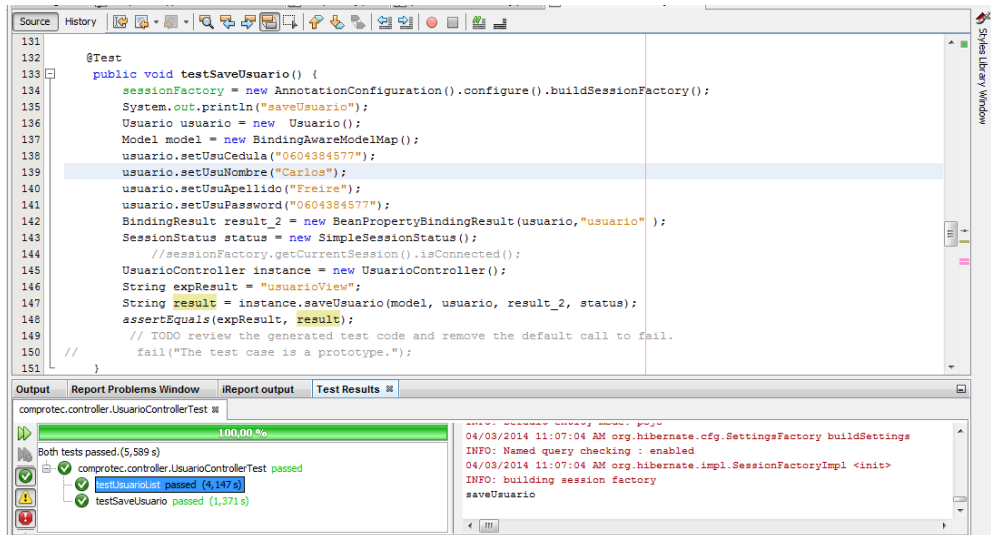 Source History
131
132 @Test
133 public void testSaveUsuario() {
134 sessionFactory = new AnnotationConfiguration().configure().buildSessionFactory();
135 System.out.println("saveUsuario");
136 Usuario usuario = new Usuario();
137 Model model = new BindingAwareModelMap();
138 usuario.setUsuCedula("0604384577");
139 usuario.setUsuNombre("Carlos");
140 usuario.setUsuApellido("Freire");
141 usuario.setUsuPassword("0604384577");
142 BindingResult result_2 = new BeanPropertyBindingResult(usuario,"usuario" );
143 SessionStatus status = new SimpleSessionStatus();
144 //sessionFactory.getCurrentSession().isConnected();
145 UsuarioController instance = new UsuarioController();
146 String expResult = "usuarioView";
147 String result = instance.saveUsuario(model, usuario, result_2, status);
148 assertEquals(expResult, result);
149 // TODO review the generated test code and remove the default call to fail.
150 // fail("The test case is a prototype.");
151 }
Styles Library Window
Output Report Problems Window iReport output Test Results
comprotec.controller.UsuarioControllerTest
100,00 %
Both tests passed.(5,589 s)
comprotec.controller.UsuarioControllerTest passed
testUsuarioList passed (4,147 s)
testSaveUsuario passed (1,371 s)
INFO: Default entity-mode: pojo
04/03/2014 11:07:04 AM org.hibernate.cfg.SettingsFactory buildSettings
INFO: Named query checking : enabled
04/03/2014 11:07:04 AM org.hibernate.impl.SessionFactoryImpl <init>
INFO: building session factory
saveUsuario